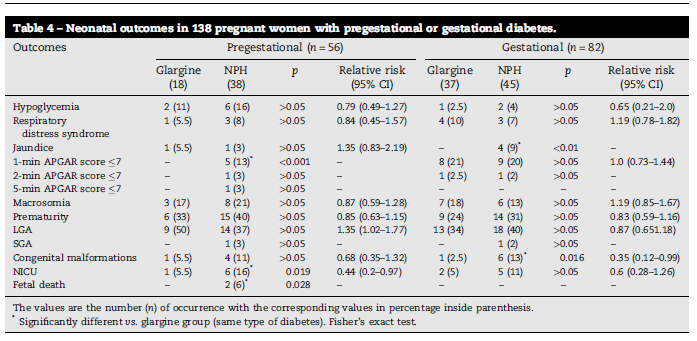 Table 4 – Neonatal outcomes in 138 pregnant women with pregestational or gestational diabetes.
Outcomes Pregestational (n = 56) Gestational (n = 82)
Glargine (18) NPH (38) p Relative risk (95% CI) Glargine (37) NPH (45) p Relative risk (95% CI)
Hypoglycemia 2 (11) 6 (16) >0.05 0.79 (0.49–1.27) 1 (2.5) 2 (4) >0.05 0.65 (0.21–2.0)
Respiratory distress syndrome 1 (5.5) 3 (8) >0.05 0.84 (0.45–1.57) 4 (10) 3 (7) >0.05 1.19 (0.78–1.82)
Jaundice 1 (5.5) 1 (3) >0.05 1.35 (0.83–2.19) – 4 (9)* <0.01 –
1-min APGAR score ≤7 – 5 (13)* <0.001 – 8 (21) 9 (20) >0.05 1.0 (0.73–1.44)
2-min APGAR score ≤7 – 1 (3) >0.05 – 1 (2.5) 1 (2) >0.05 –
5-min APGAR score ≤7 – 1 (3) >0.05 – – – – –
Macrosomia 3 (17) 8 (21) >0.05 0.87 (0.59–1.28) 7 (18) 6 (13) >0.05 1.19 (0.85–1.67)
Prematurity 6 (33) 15 (40) >0.05 0.85 (0.63–1.15) 9 (24) 14 (31) >0.05 0.83 (0.59–1.16)
LGA 9 (50) 14 (37) >0.05 1.35 (1.02–1.77) 13 (34) 18 (40) >0.05 0.87 (0.651.18)
SGA – 1 (3) >0.05 – – 1 (2) >0.05 –
Congenital malformations 1 (5.5) 4 (11) >0.05 0.68 (0.35–1.32) 1 (2.5) 6 (13)* 0.016 0.35 (0.12–0.99)
NICU 1 (5.5) 6 (16)* 0.019 0.44 (0.2–0.97) 2 (5) 5 (11) >0.05 0.6 (0.28–1.26)
Fetal death – 2 (6)* 0.028 – – – – –
The values are the number (n) of occurrence with the corresponding values in percentage inside parenthesis.
* Significantly different vs. glargine group (same type of diabetes). Fisher's exact test.